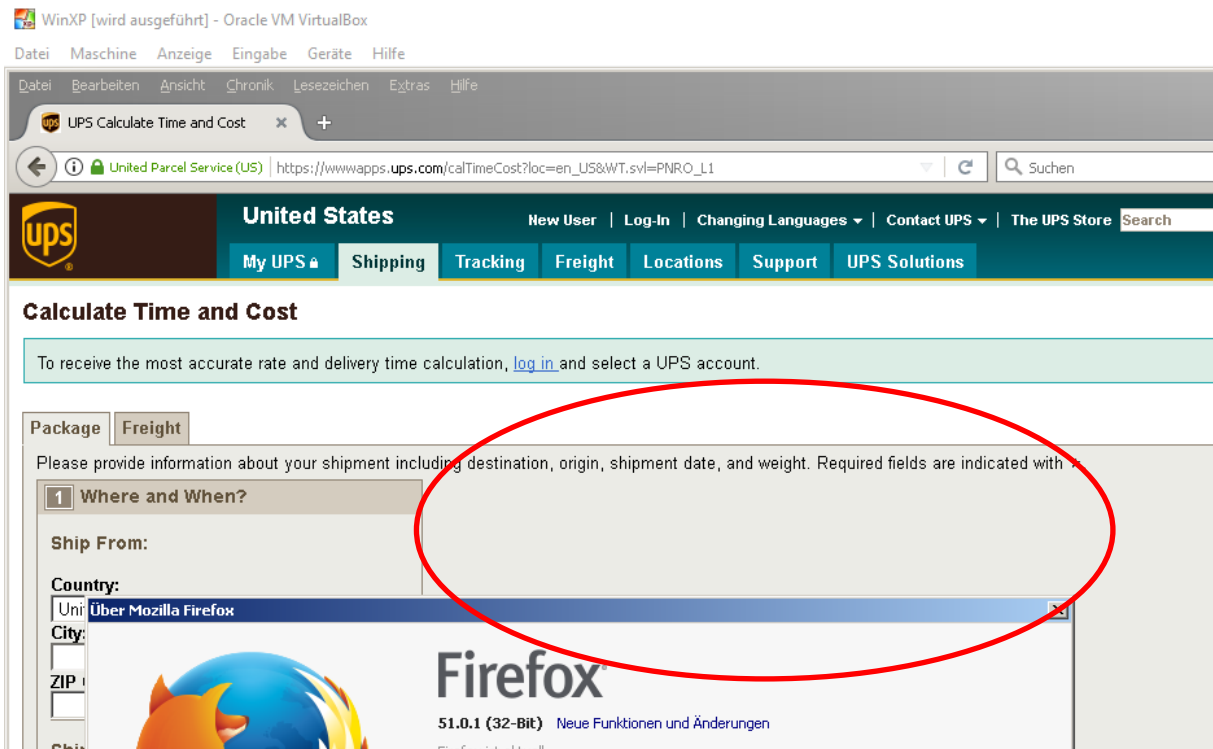 WinXP [wird ausgeführt] - Oracle VM VirtualBox
Datei Maschine Anzeige Eingabe Geräte Hilfe
Datei Bearbeiten Ansicht Chronik Lesezeichen Extras Hilfe
UPS Calculate Time and Cost
United Parcel Service (US) https://wwwapps.ups.com/calTimeCost?loc=en_US&WT.svl=PNRO_L1 Suchen
ups United States New User | Log-In | Changing Languages | Contact UPS | The UPS Store Search
My UPS Shipping Tracking Freight Locations Support UPS Solutions
Calculate Time and Cost
To receive the most accurate rate and delivery time calculation, log in and select a UPS account.
Package Freight
Please provide information about your shipment including destination, origin, shipment date, and weight. Required fields are indicated with
1 Where and When?
Ship From:
Country:
Uni Über Mozilla Firefox
City:
Firefox
ZIP
51.0.1 (32-Bit) Neue Funktionen und Änderungen